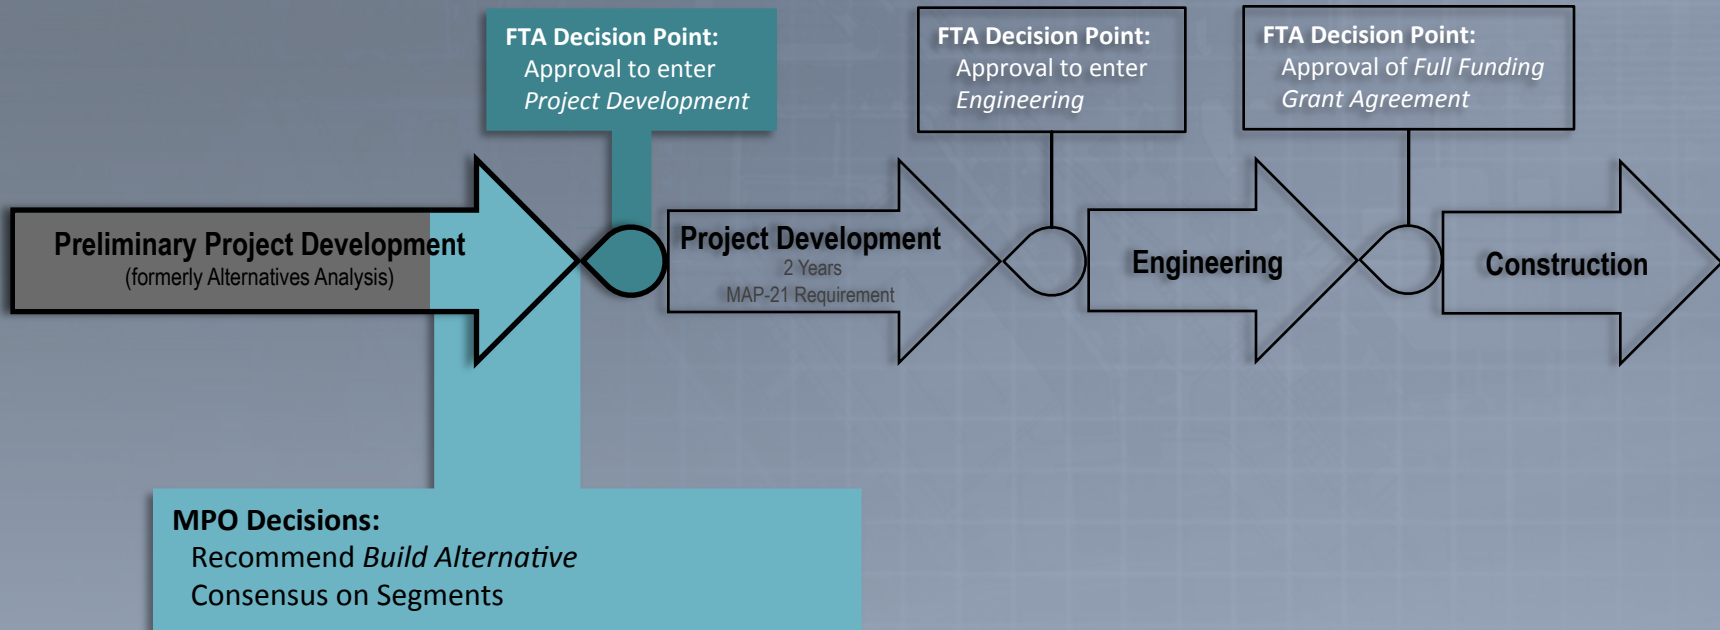 FTA Decision Point:
Approval to enter
Project Development
FTA Decision Point:
Approval to enter
Engineering
FTA Decision Point:
Approval of Full Funding
Grant Agreement
Preliminary Project Development
(formerly Alternatives Analysis)
Project Development
2 Years
MAP-21 Requirement
Engineering
Construction
MPO Decisions:
Recommend Build Alternative
Consensus on Segments